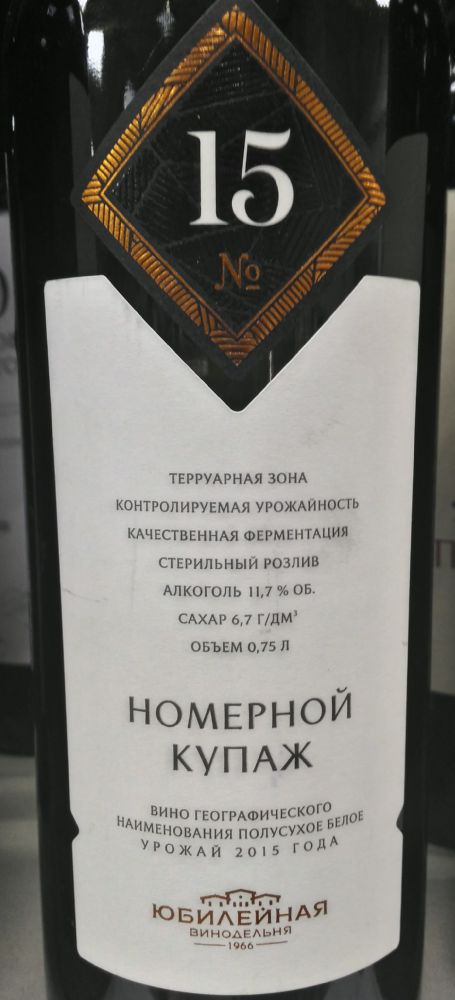 15
№
ТЕРРУАРНАЯ ЗОНА
КОНТРОЛИРУЕМАЯ УРОЖАЙНОСТЬ
КАЧЕСТВЕННАЯ ФЕРМЕНТАЦИЯ
СТЕРИЛЬНЫЙ РОЗЛИВ
АЛКОГОЛЬ 11,7 % ОБ.
САХАР 6,7 Г/ДМ³
ОБЪЕМ 0,75 Л
НОМЕРНОЙ
КУПАЖ
ВИНО ГЕОГРАФИЧЕСКОГО
НАИМЕНОВАНИЯ ПОЛУСУХОЕ БЕЛОЕ
УРОЖАЙ 2015 ГОДА
ЮБИЛЕЙНАЯ
ВИНОДЕЛЬНЯ
1966